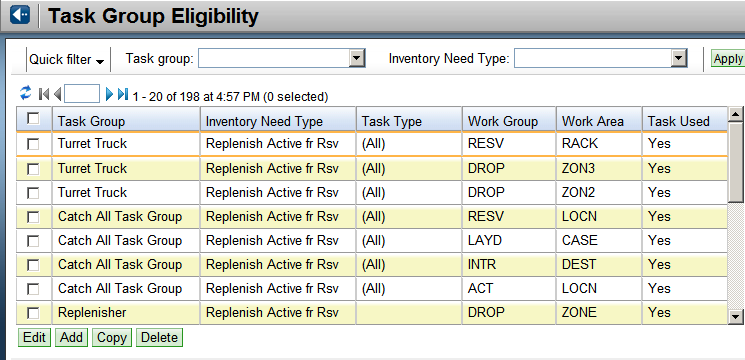 Task Group Eligibility
Quick filter Task group: Inventory Need Type: Apply
1 - 20 of 198 at 4:57 PM (0 selected)
Task Group Inventory Need Type Task Type Work Group Work Area Task Used
Turret Truck Replenish Active fr Rsv (All) RESV RACK Yes
Turret Truck Replenish Active fr Rsv (All) DROP ZON3 Yes
Turret Truck Replenish Active fr Rsv (All) DROP ZON2 Yes
Catch All Task Group Replenish Active fr Rsv (All) RESV LOCN Yes
Catch All Task Group Replenish Active fr Rsv (All) LAYD CASE Yes
Catch All Task Group Replenish Active fr Rsv (All) INTR DEST Yes
Catch All Task Group Replenish Active fr Rsv (All) ACT LOCN Yes
Replenisher Replenish Active fr Rsv DROP ZONE Yes
Edit Add Copy Delete